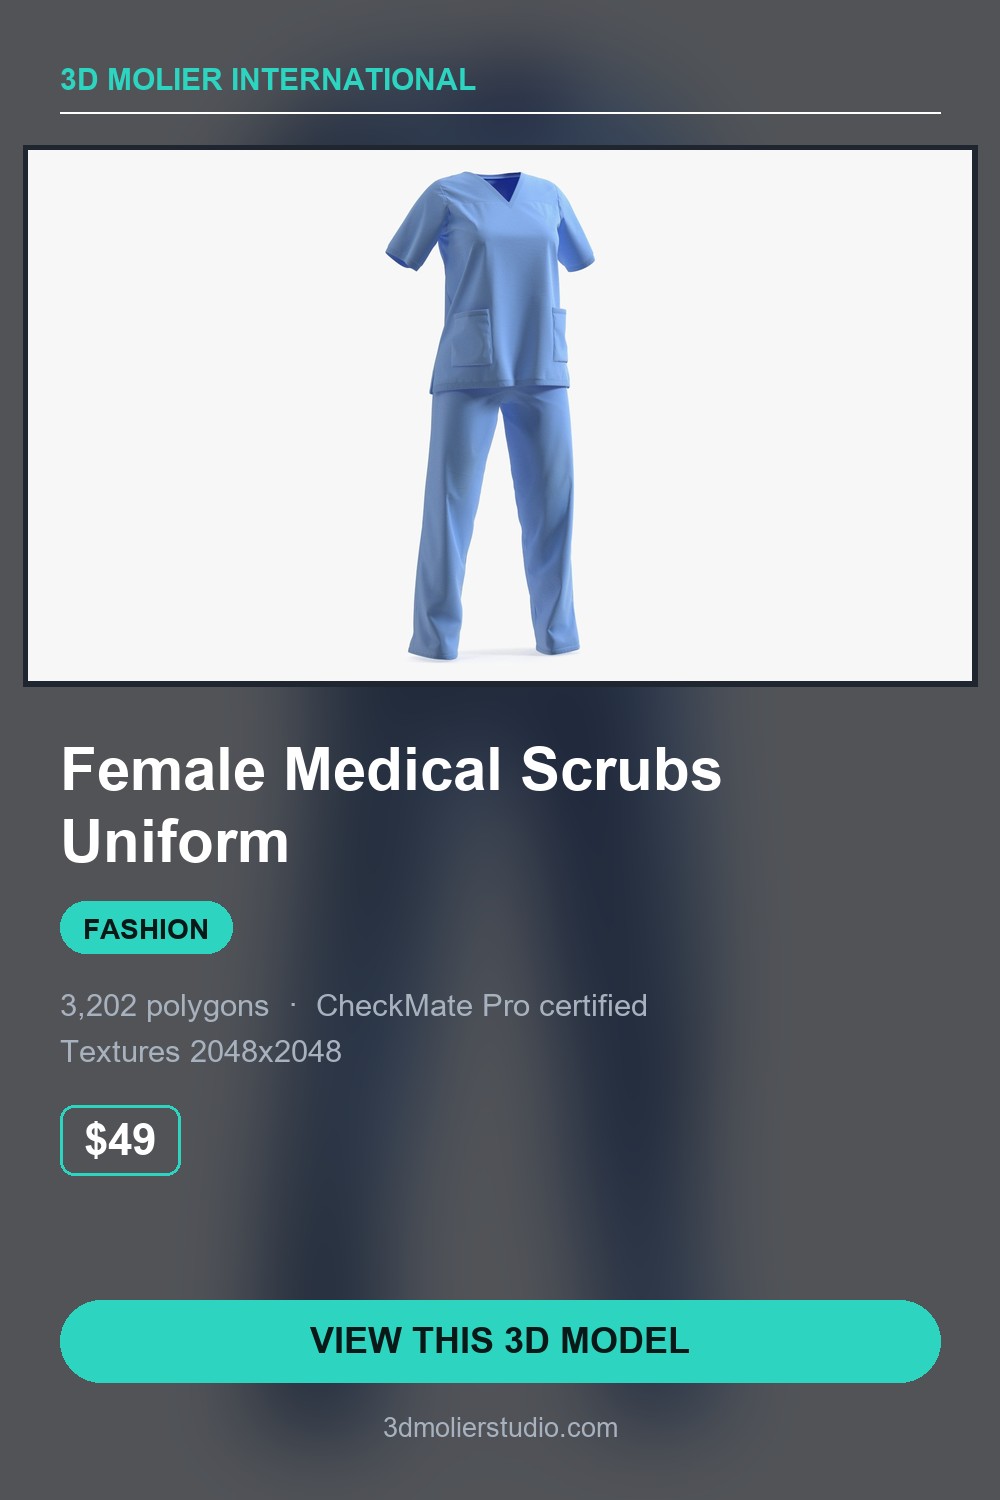 3D MOLIER INTERNATIONAL
Female Medical Scrubs
Uniform
FASHION
3,202 polygons · CheckMate Pro certified
Textures 2048x2048
$49
VIEW THIS 3D MODEL
3dmolierstudio.com